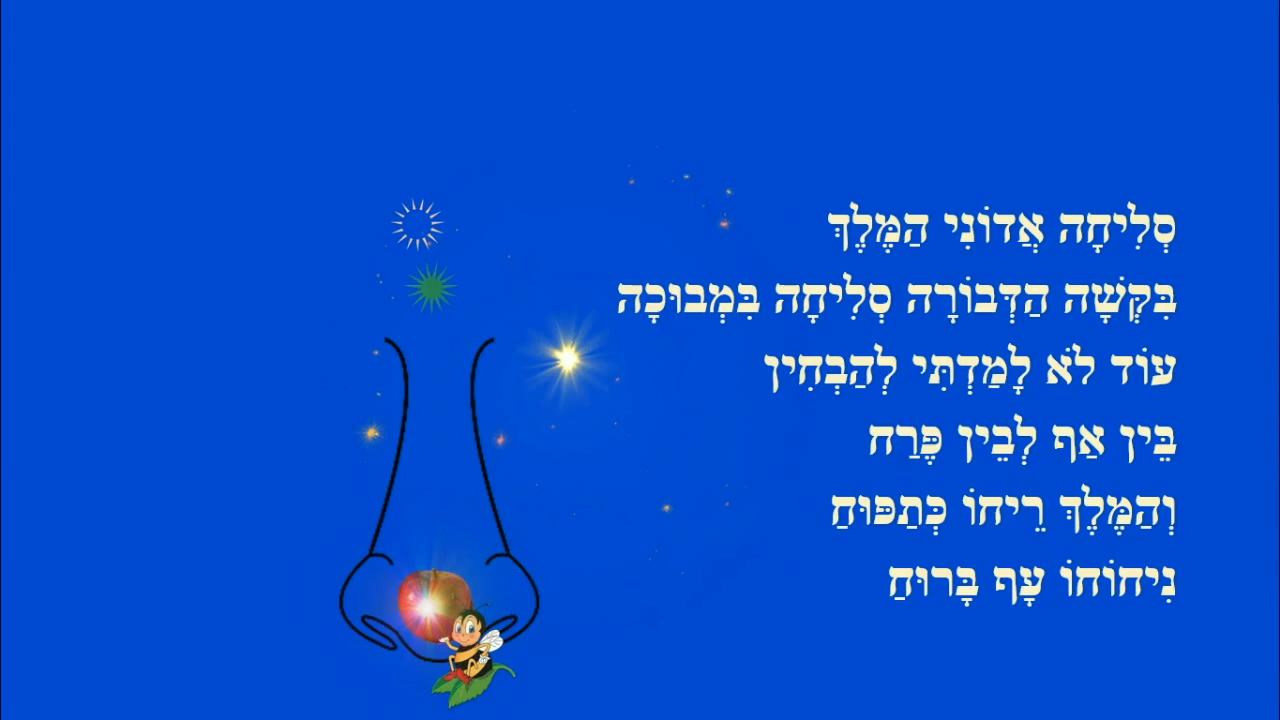 סְלִיחָה אֲדוֹנִי הַמֶּלֶךְ
בִּקְּשָׁה הַדְּבוֹרָה סְלִיחָה בִּמְבוּכָה
עוֹד לֹא לָמַדְתִּי לְהַבְחִין
בֵּין אַף לְבֵין פֶּרַח
וְהַמֶּלֶךְ רֵיחוֹ כְּתַפּוּחַ
נִיחוֹחוֹ עָף בָּרוּחַ